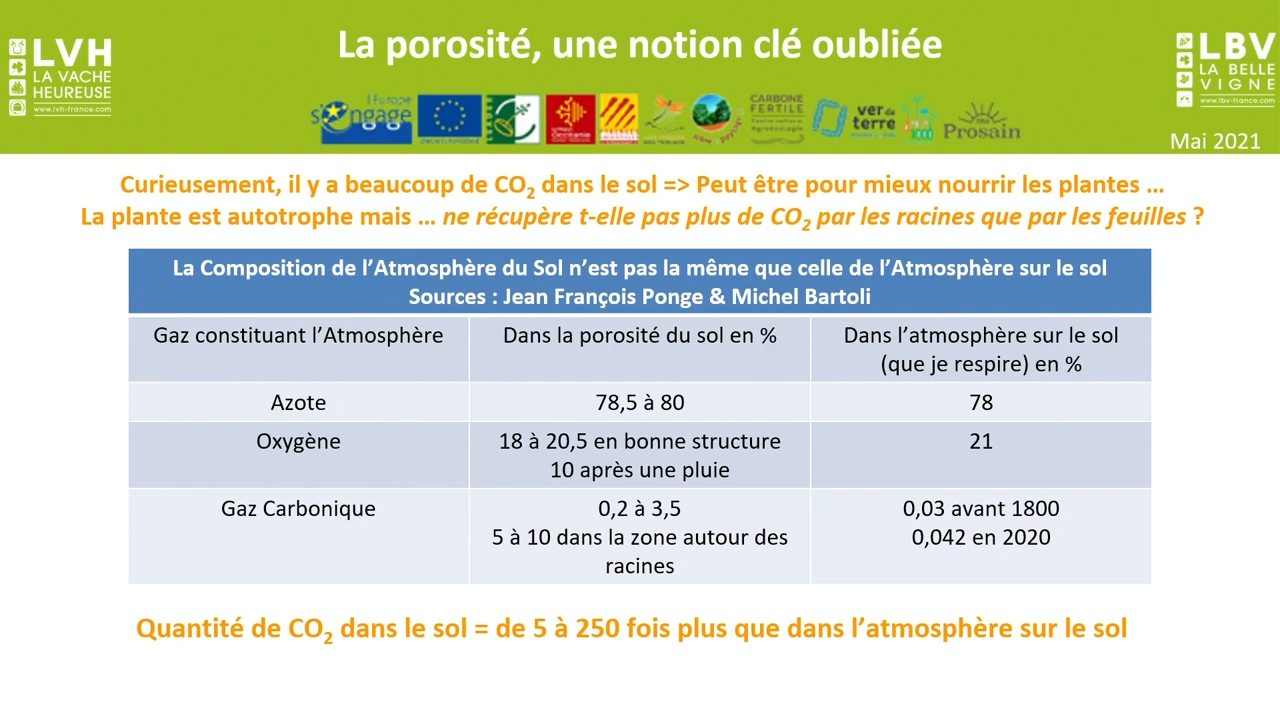 La porosité, une notion clé oubliée
LVH
LA VACHE
HEUREUSE
www.lvh-france.com
LBV
LA BELLE
VIGNE
www.lbv-france.com
l'Europe
s'engage
Occitanie
CARBONE
FERTILE
ver de
terre
Prosain
Mai 2021
Curieusement, il y a beaucoup de CO2 dans le sol => Peut être pour mieux nourrir les plantes …
La plante est autotrophe mais … ne récupère t-elle pas plus de CO2 par les racines que par les feuilles ?
La Composition de l’Atmosphère du Sol n’est pas la même que celle de l’Atmosphère sur le sol
Sources : Jean François Ponge & Michel Bartoli
Gaz constituant l’Atmosphère
Dans la porosité du sol en %
Dans l’atmosphère sur le sol
(que je respire) en %
Azote
78,5 à 80
78
Oxygène
18 à 20,5 en bonne structure
10 après une pluie
21
Gaz Carbonique
0,2 à 3,5
5 à 10 dans la zone autour des
racines
0,03 avant 1800
0,042 en 2020
Quantité de CO2 dans le sol = de 5 à 250 fois plus que dans l’atmosphère sur le sol